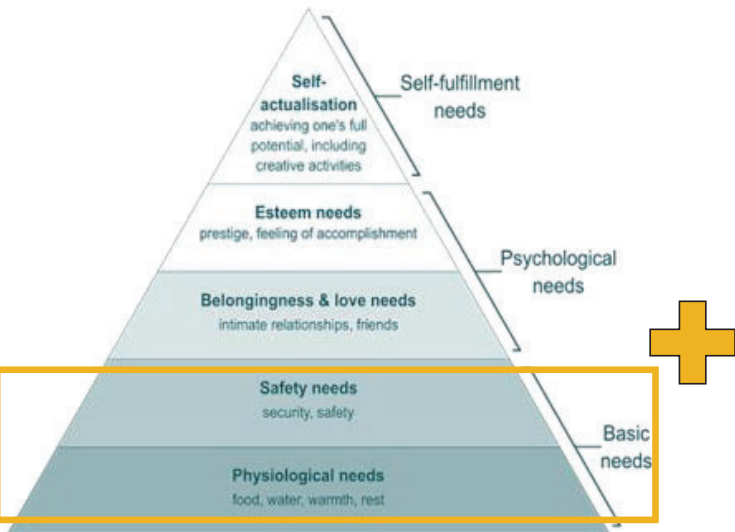 Self-
actualisation
achieving one's full
potential, including
creative activities
Self-fulfillment
needs
Esteem needs
prestige, feeling of accomplishment
Psychological
needs
Belongingness & love needs
intimate relationships, friends
Safety needs
security, safety
Basic
needs
Physiological needs
food, water, warmth, rest